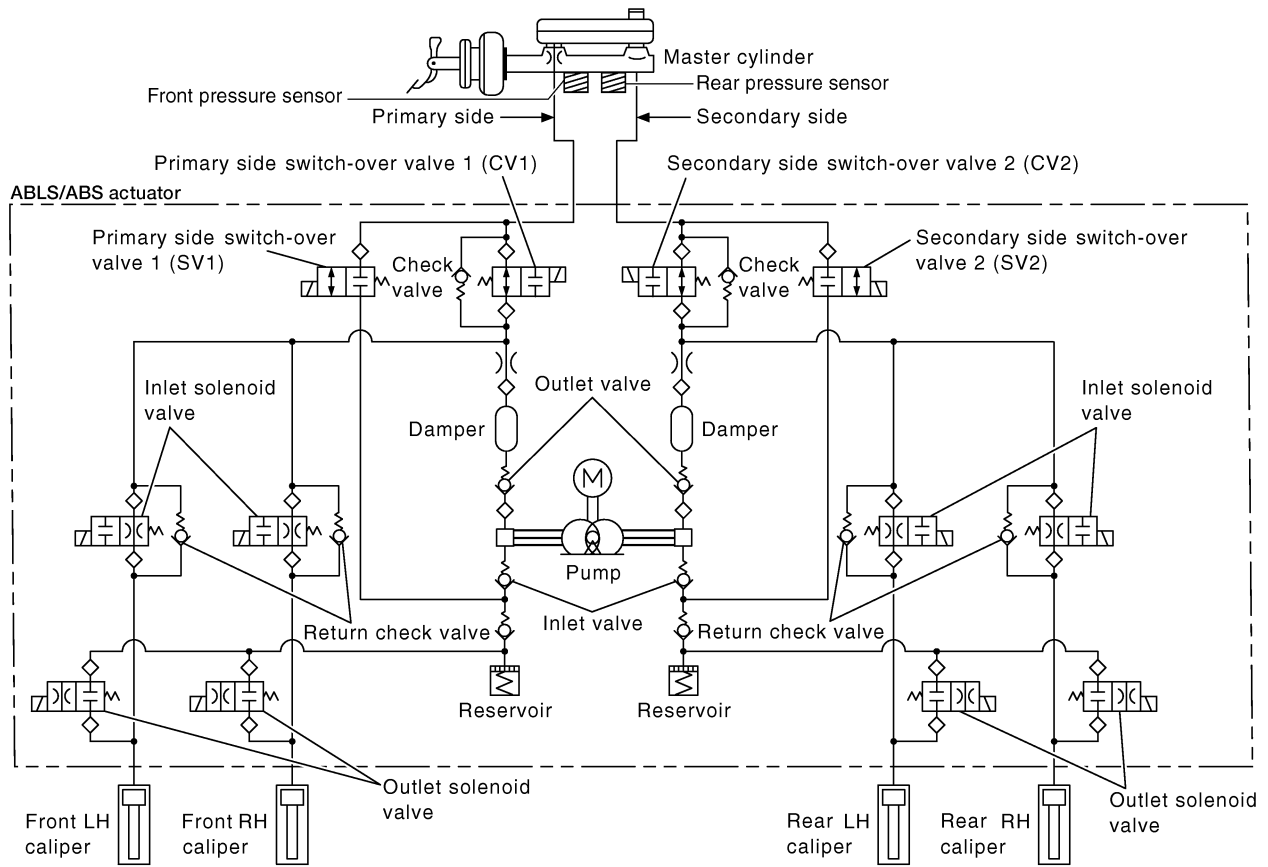 Master cylinder
Rear pressure sensor
Front pressure sensor
Primary side
Secondary side
Primary side switch-over valve 1 (CV1)
Secondary side switch-over valve 2 (CV2)
ABLS/ABS actuator
Primary side switch-over
valve 1 (SV1)
Check
valve
Check
valve
Secondary side switch-over
valve 2 (SV2)
Inlet solenoid
valve
Outlet valve
Inlet solenoid
valve
Damper
Damper
M
Pump
Inlet valve
Return check valve
Return check valve
Reservoir
Reservoir
Outlet solenoid
valve
Outlet solenoid
valve
Front LH
caliper
Front RH
caliper
Rear LH
caliper
Rear RH
caliper